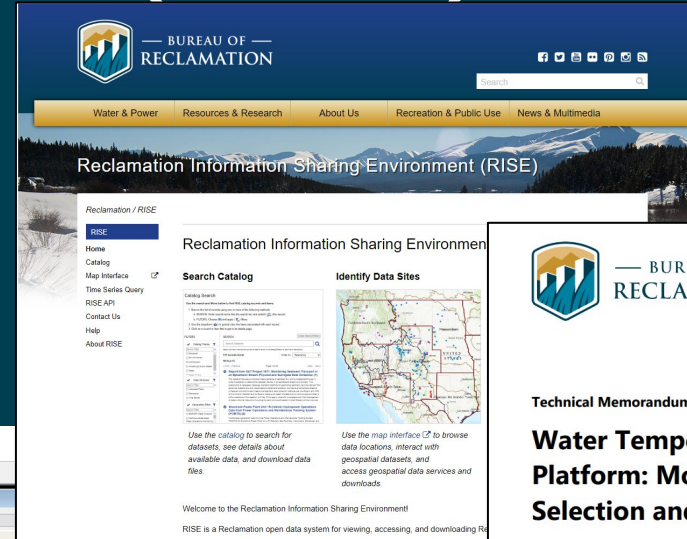 — BUREAU OF —
RECLAMATION
Search
Water & Power
Resources & Research
About Us
Recreation & Public Use
News & Multimedia
Reclamation Information Sharing Environment (RISE)
Reclamation / RISE
RISE
Home
Catalog
Map Interface
Time Series Query
RISE API
Contact Us
Help
About RISE
Reclamation Information Sharing Environmen
Search Catalog
Catalog Search
Use the catalog to search for
datasets, see details about
available data, and download data
files.
Identify Data Sites
Use the map interface to browse
data locations, interact with
geospatial datasets, and
access geospatial data services and
downloads.
Welcome to the Reclamation Information Sharing Environment!
RISE is a Reclamation open data system for viewing, accessing, and downloading Re
— BUR
RECLA
Technical Memorandun
Water Tempe
Platform: Mo
Selection and